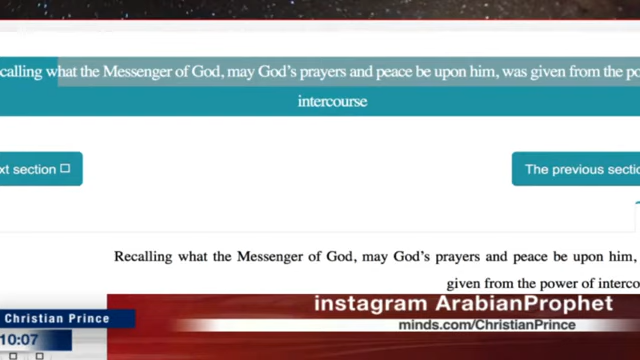 calling what the Messenger of God, may God's prayers and peace be upon him, was given from the po
intercourse
xt section
The previous sectio
Recalling what the Messenger of God, may God's prayers and peace be upon him,
given from the power of interco
instagram ArabianProphet
Christian Prince
minds.com/ChristianPrince
10:07